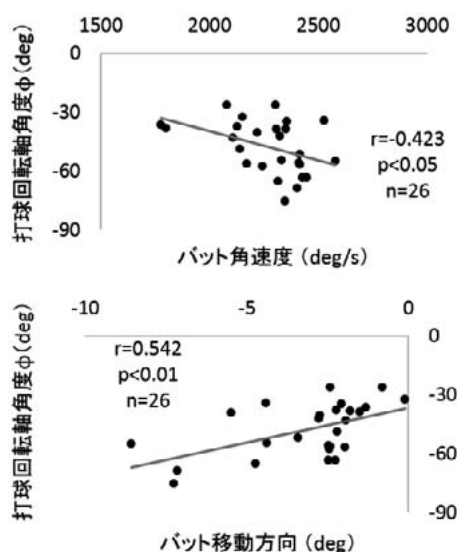 1500 2000 2500 3000
打球回転軸角度φ(deg)
0
-30
-60
-90
r=-0.423
p<0.05
n=26
バット角速度 (deg/s)
-10 -5 0
打球回転軸角度φ(deg)
0
-30
-60
-90
r=0.542
p<0.01
n=26
バット移動方向 (deg)